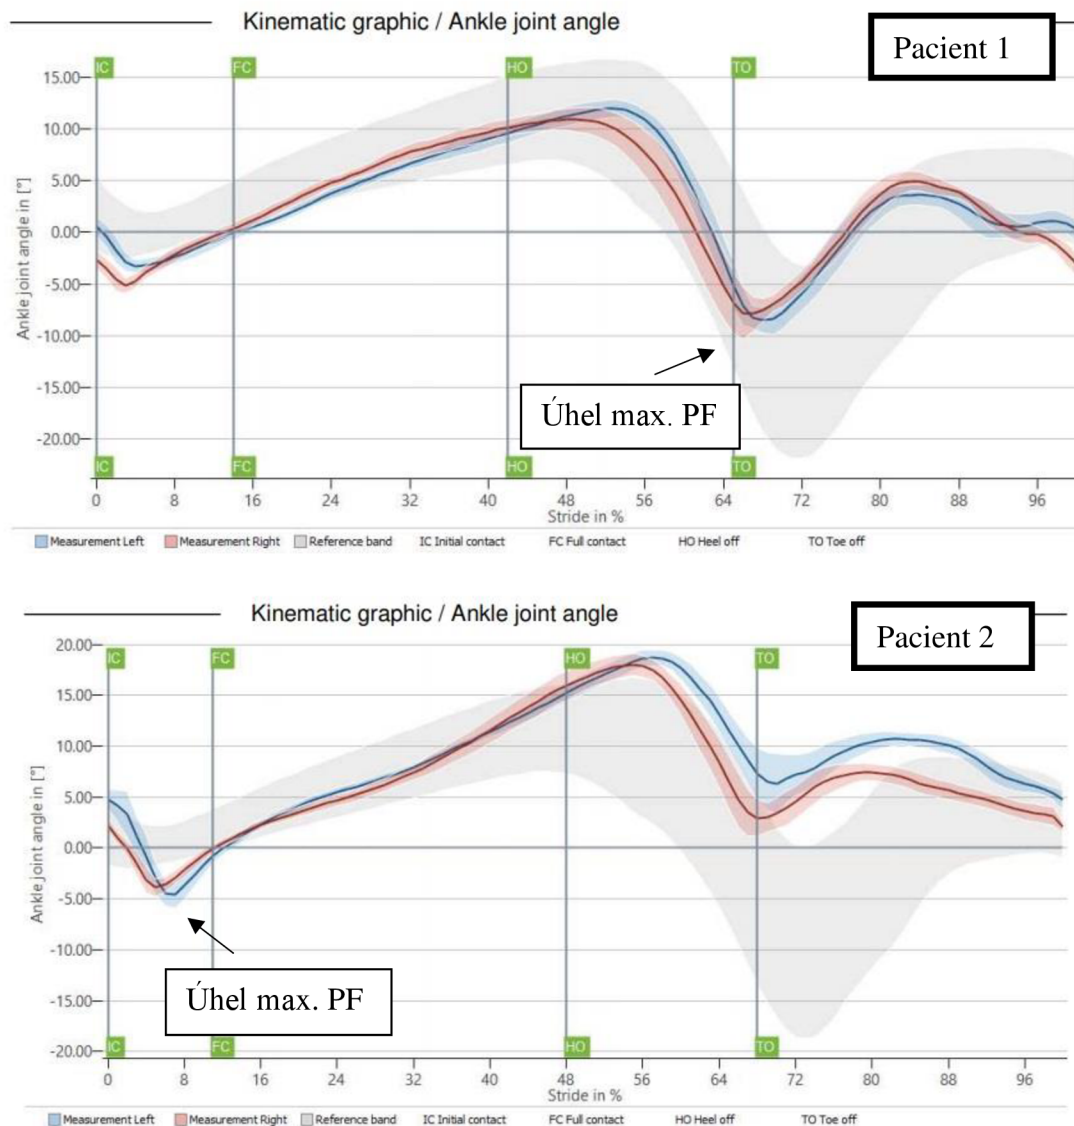 Kinematic graphic / Ankle joint angle
Pacient 1
IC FC HO TO
15.00
10.00
5.00
0.00
-5.00
-10.00
-15.00
-20.00
Ankle joint angle in [°]
Úhel max. PF
IC FC HO TO
0 8 16 24 32 40 48 56 64 72 80 88 96
Stride in %
Measurement Left Measurement Right Reference band IC Initial contact FC Full contact HO Heel off TO Toe off
Kinematic graphic / Ankle joint angle
Pacient 2
IC FC HO TO
20.00
15.00
10.00
5.00
0.00
-5.00
-10.00
-15.00
-20.00
Ankle joint angle in [°]
Úhel max. PF
IC FC HO TO
0 8 16 24 32 40 48 56 64 72 80 88 96
Stride in %
Measurement Left Measurement Right Reference band IC Initial contact FC Full contact HO Heel off TO Toe off